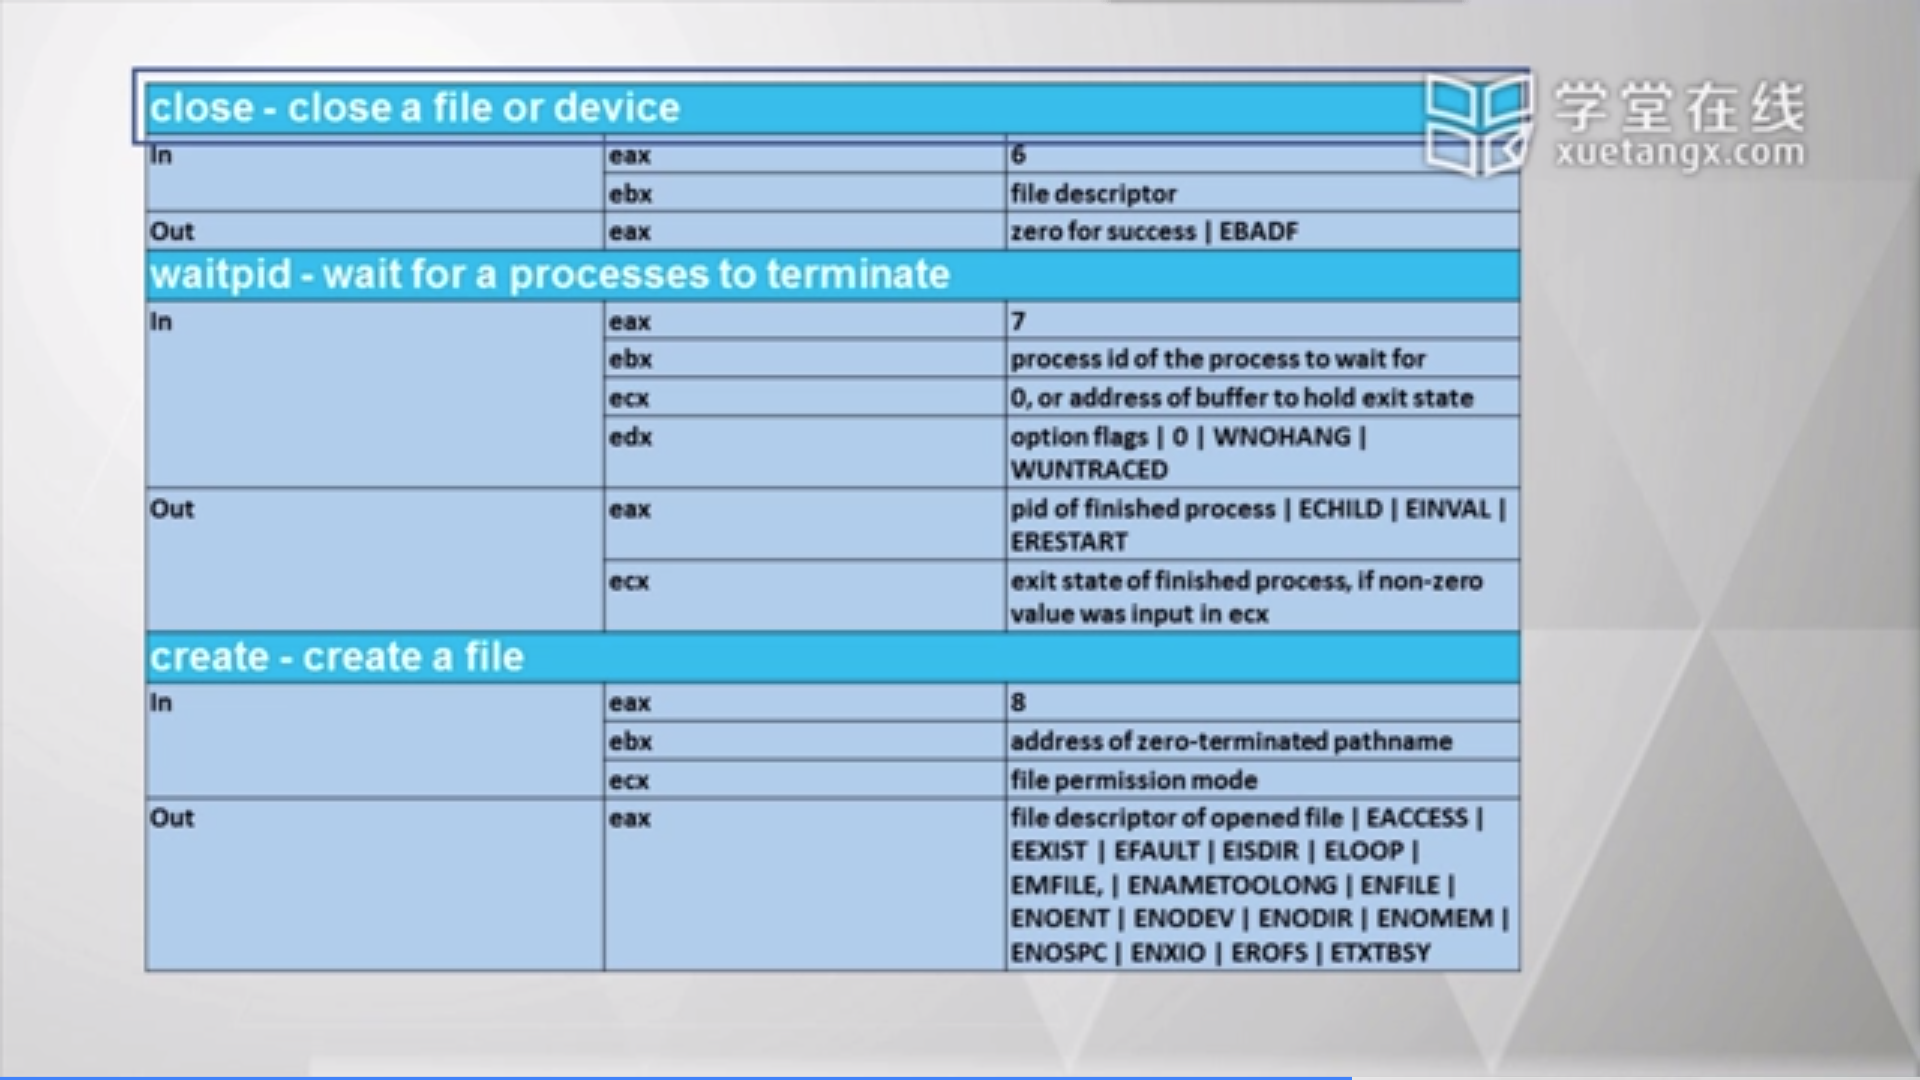 学堂在线
xuetangx.com
close - close a file or device
In eax 6
ebx file descriptor
Out eax zero for success | EBADF
waitpid - wait for a processes to terminate
In eax 7
ebx process id of the process to wait for
ecx 0, or address of buffer to hold exit state
edx option flags | 0 | WNOHANG |
WUNTRACED
Out eax pid of finished process | ECHILD | EINVAL |
ERESTART
ecx exit state of finished process, if non-zero
value was input in ecx
create - create a file
In eax 8
ebx address of zero-terminated pathname
ecx file permission mode
Out eax file descriptor of opened file | EACCESS |
EEXIST | EFAULT | EISDIR | ELOOP |
EMFILE, | ENAMETOOLONG | ENFILE |
ENOENT | ENODEV | ENODIR | ENOMEM |
ENOSPC | ENXIO | EROFS | ETXTBSY